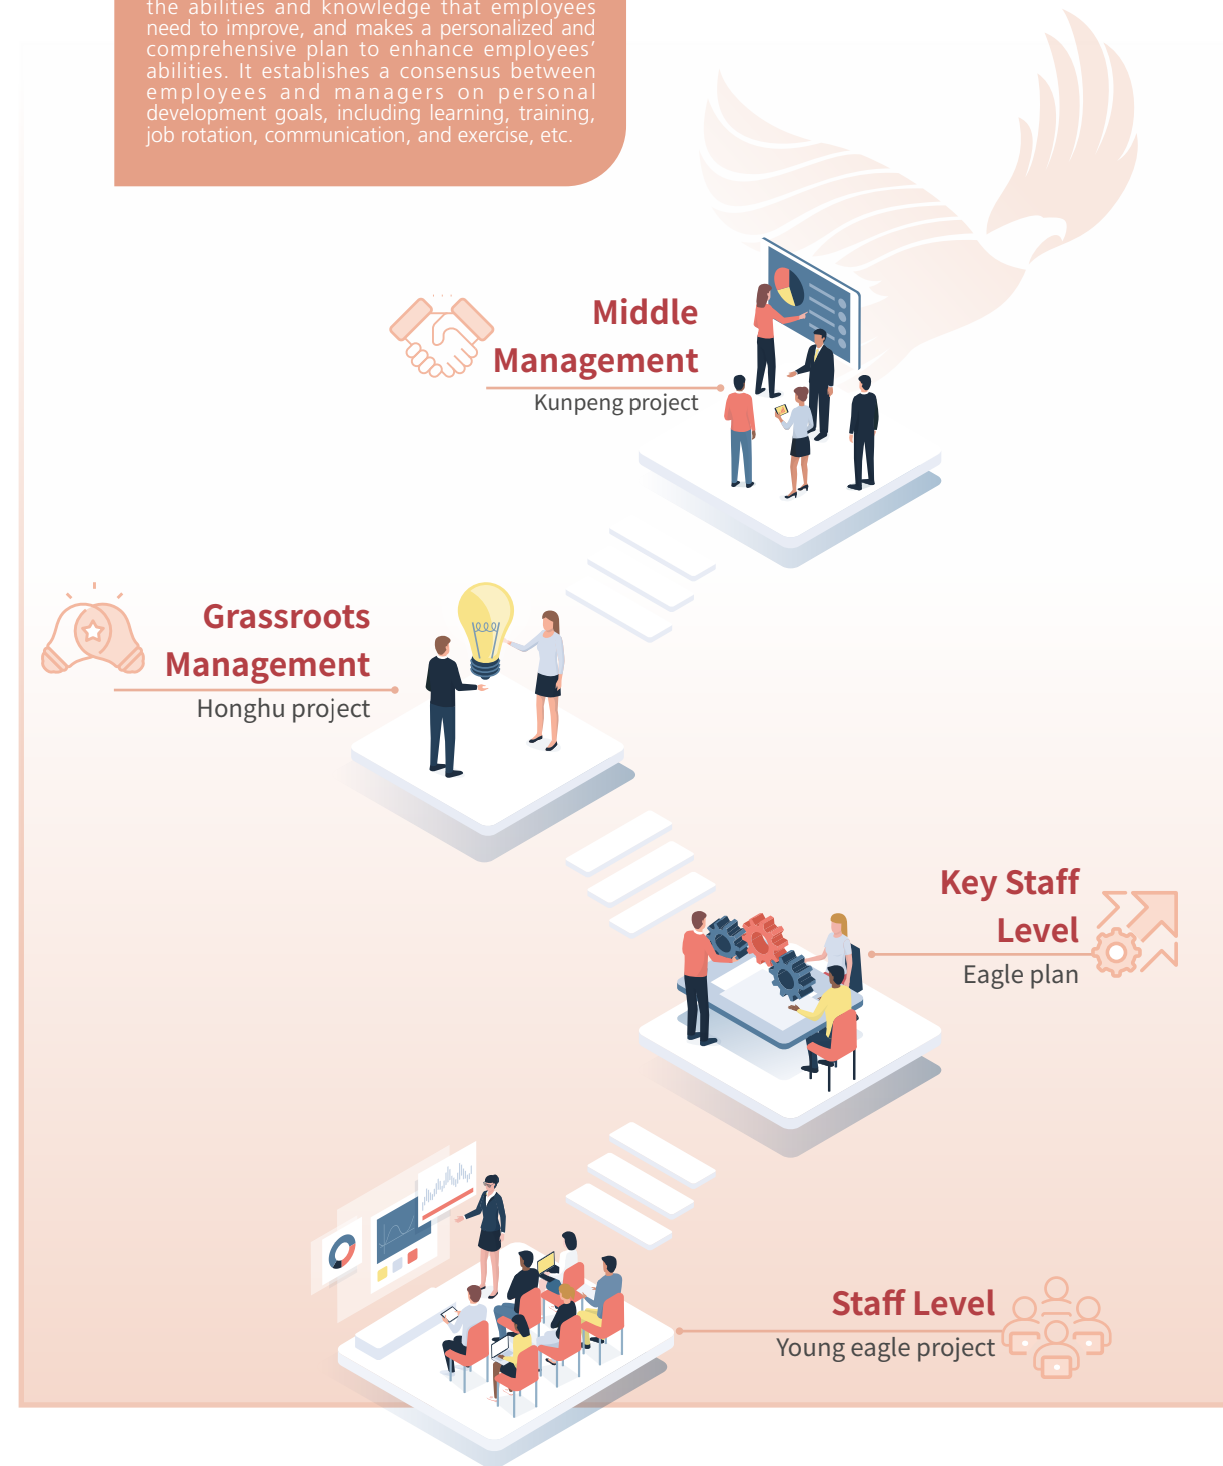 the abilities and knowledge that employees
need to improve, and makes a personalized and
comprehensive plan to enhance employees’
abilities. It establishes a consensus between
employees and managers on personal
development goals, including learning, training,
job rotation, communication, and exercise, etc.
Middle
Management
Kunpeng project
Grassroots
Management
Honghu project
Key Staff
Level
Eagle plan
Staff Level
Young eagle project